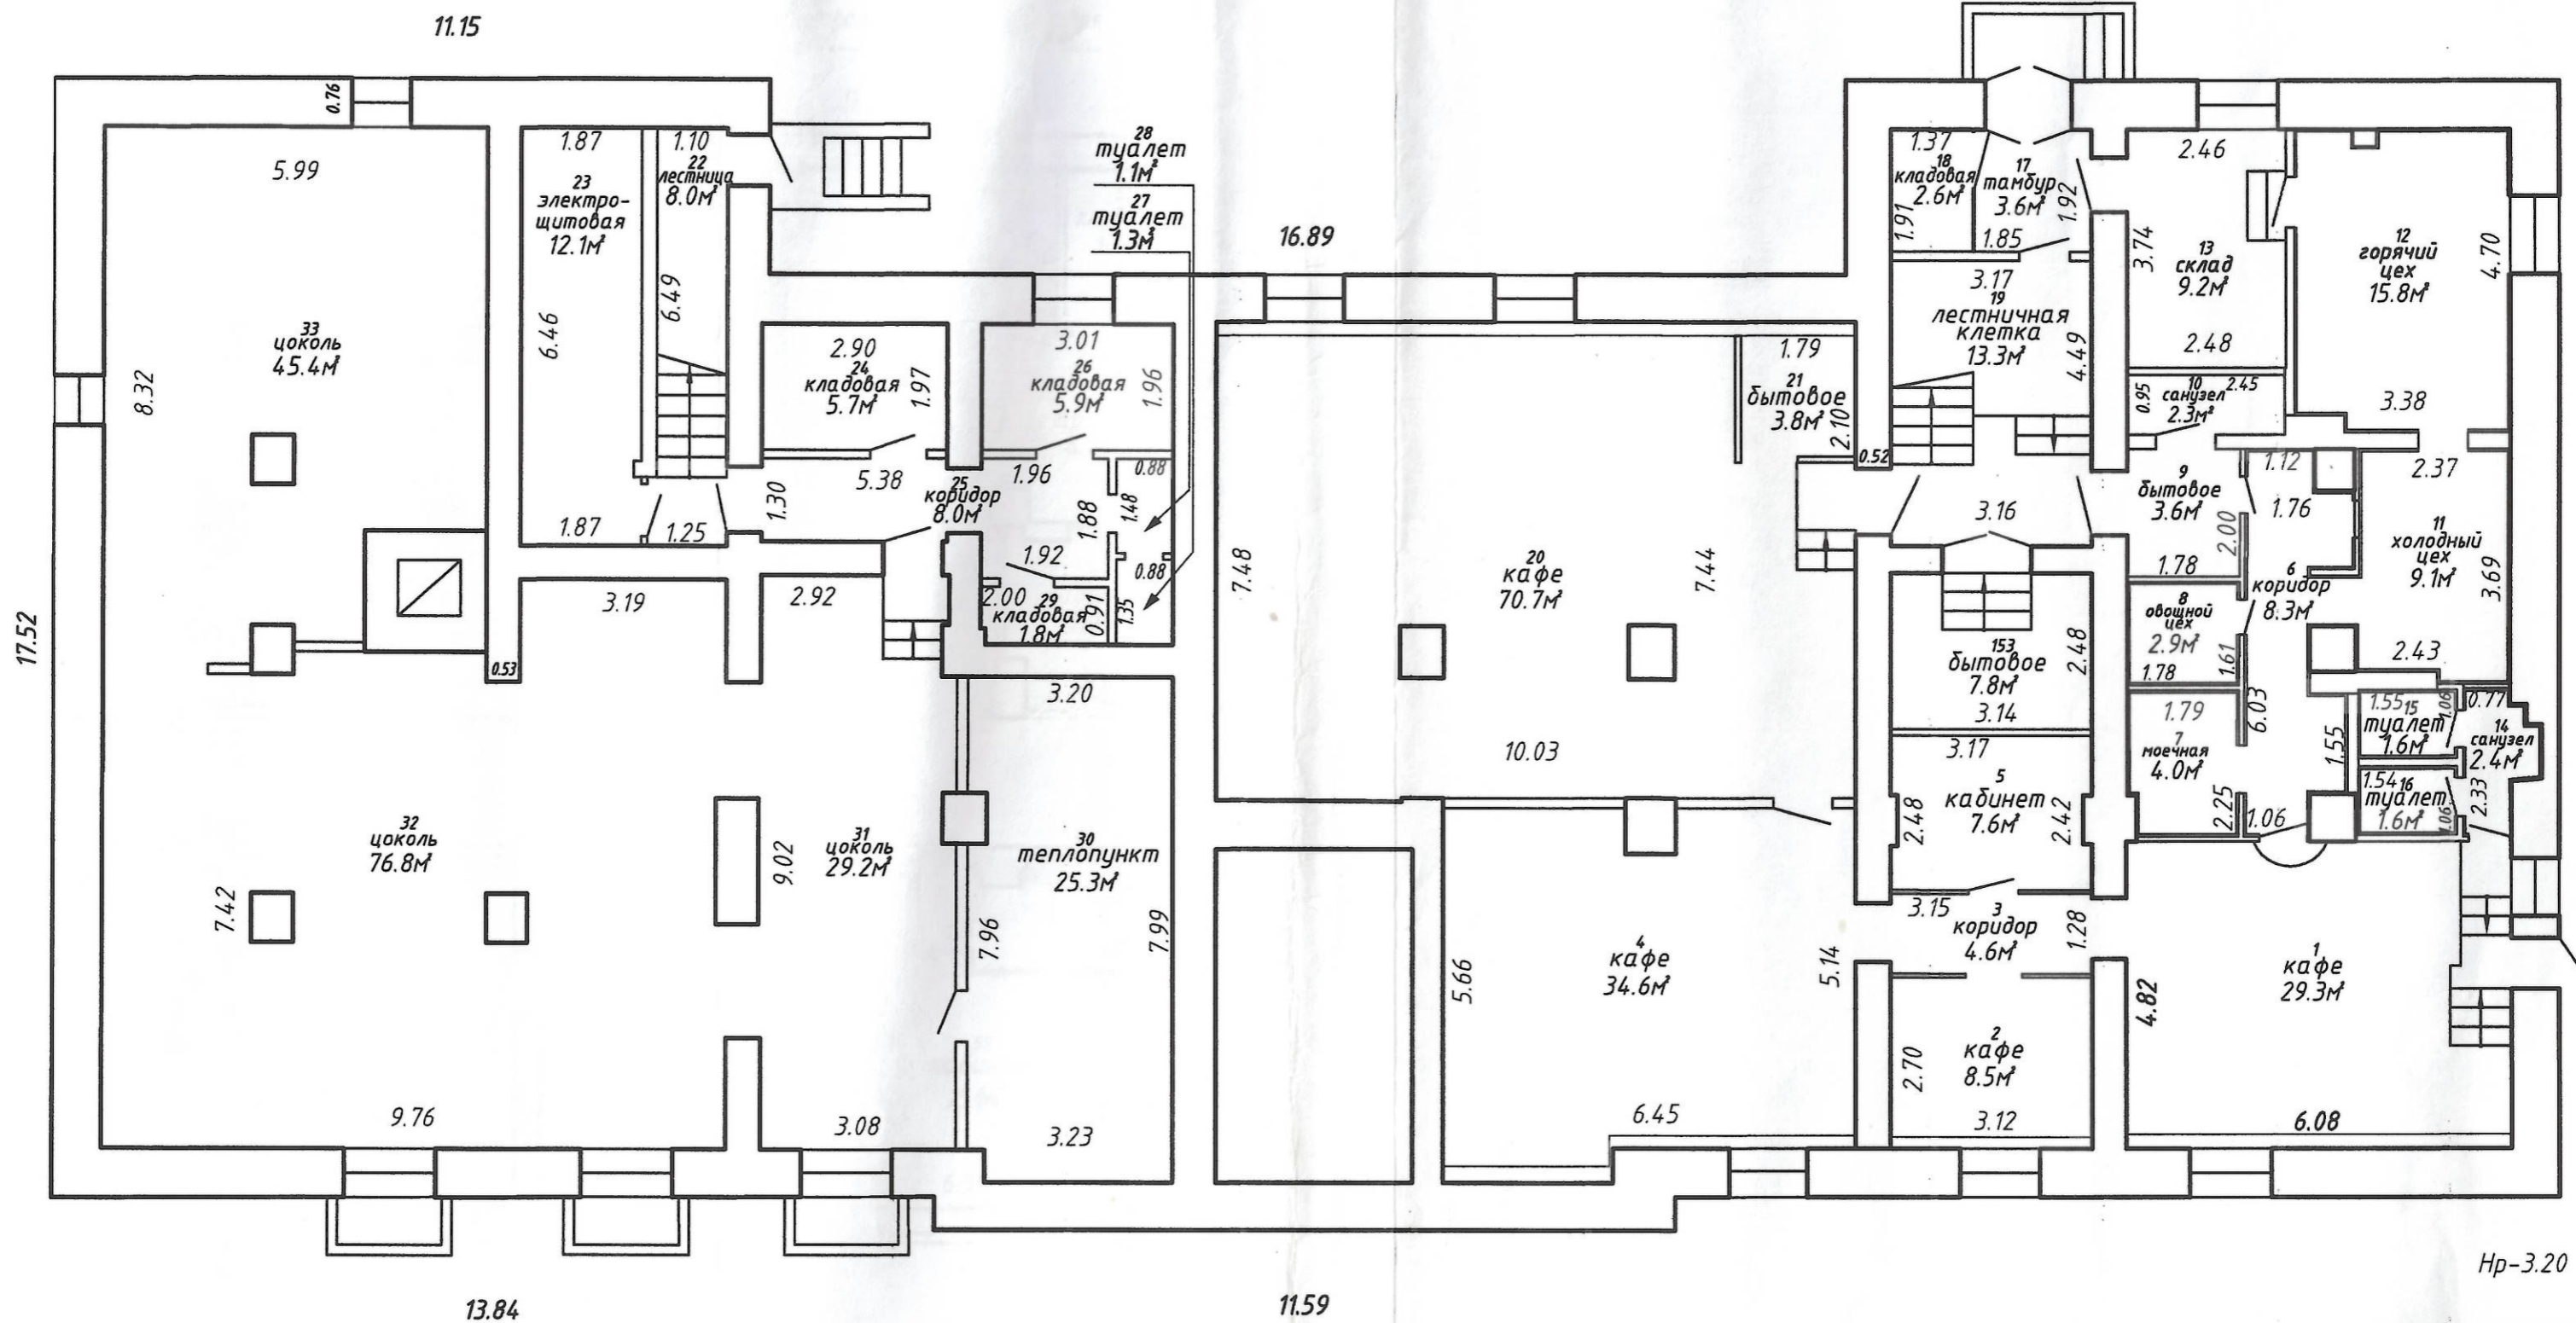 11.15
0.76
5.99
33
цоколь
45.4м²
8.32
17.52
1.87
23
электро-
щитовая
12.1м²
6.46
1.87
1.10
22
лестница
8.0м²
6.49
1.25
28
туалет
1.1м²
27
туалет
1.3м²
16.89
2.90
24
кладовая
5.7м²
1.97
3.01
26
кладовая
5.9м²
1.96
1.30
5.38
25
коридор
8.0м²
1.96
1.88
1.92
0.88
1.48
0.88
1.35
2.00
29
кладовая
1.8м²
0.91
3.19
2.92
0.53
32
цоколь
76.8м²
7.42
9.76
9.02
31
цоколь
29.2м²
3.08
3.20
30
теплопункт
25.3м²
7.96
7.99
3.23
13.84
11.59
7.48
20
кафе
70.7м²
7.44
10.03
1.79
21
бытовое
3.8м²
2.10
0.52
1.37
18
кладовая
2.6м²
1.91
17
тамбур
3.6м²
1.92
1.85
3.17
19
лестничная
клетка
13.3м²
4.49
3.16
2.46
3.74
13
склад
9.2м²
2.48
12
горячий
цех
15.8м²
4.70
3.38
0.95
10
2.45
санузел
2.3м²
9
бытовое
3.6м²
2.00
1.78
1.12
1.76
2.37
11
холодный
цех
9.1м²
3.69
2.43
6
коридор
8.3м²
6.03
8
овощной
цех
2.9м²
1.61
1.78
1.79
7
моечная
4.0м²
2.25
1.06
1.55
1.55
15
туалет
1.6м²
1.06
0.77
14
санузел
2.4м²
2.33
1.54
16
туалет
1.6м²
1.06
153
бытовое
7.8м²
2.48
3.14
3.17
5
кабинет
7.6м²
2.48
2.42
3.15
3
коридор
4.6м²
1.28
4
кафе
34.6м²
5.66
5.14
6.45
2
кафе
8.5м²
2.70
3.12
1
кафе
29.3м²
4.82
6.08
Нр-3.20